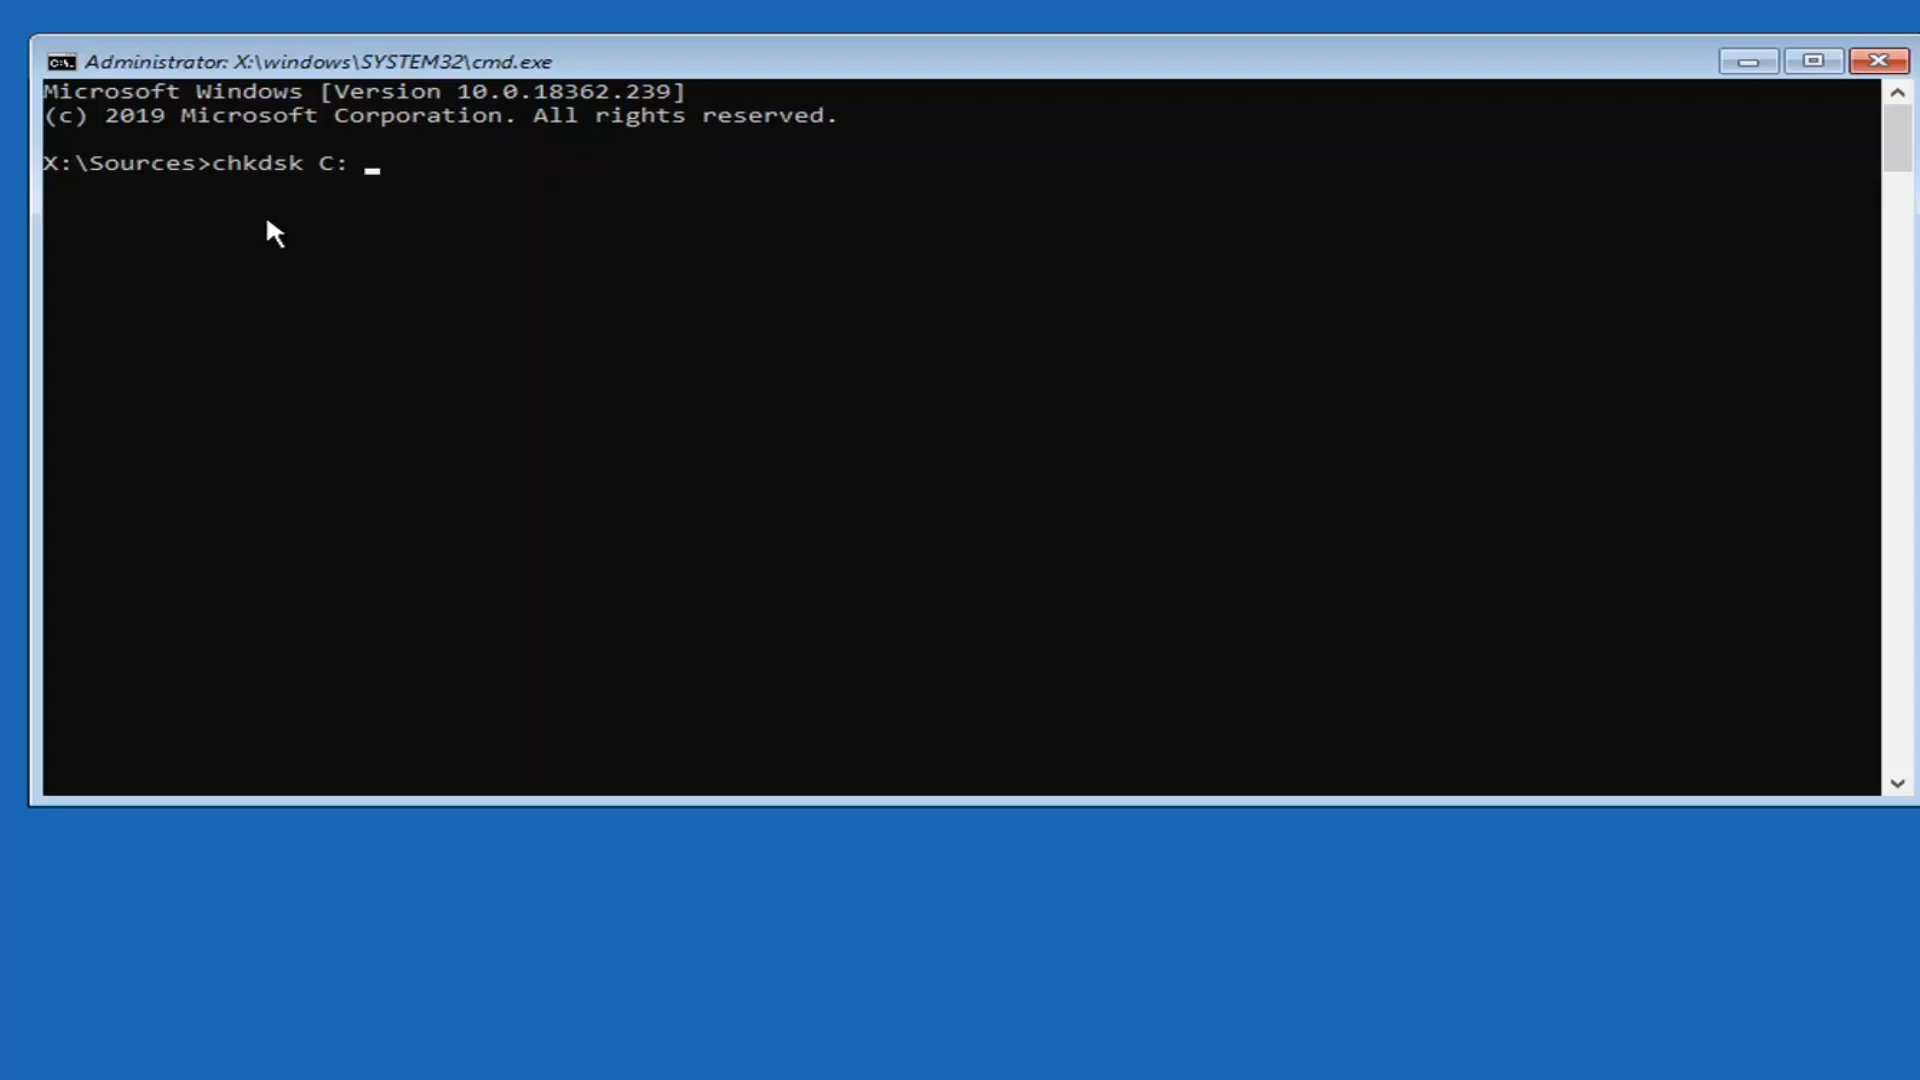 Administrator: X:\windows\SYSTEM32\cmd.exe
Microsoft Windows [Version 10.0.18362.239]
(c) 2019 Microsoft Corporation. All rights reserved.
X:\Sources>chkdsk C: